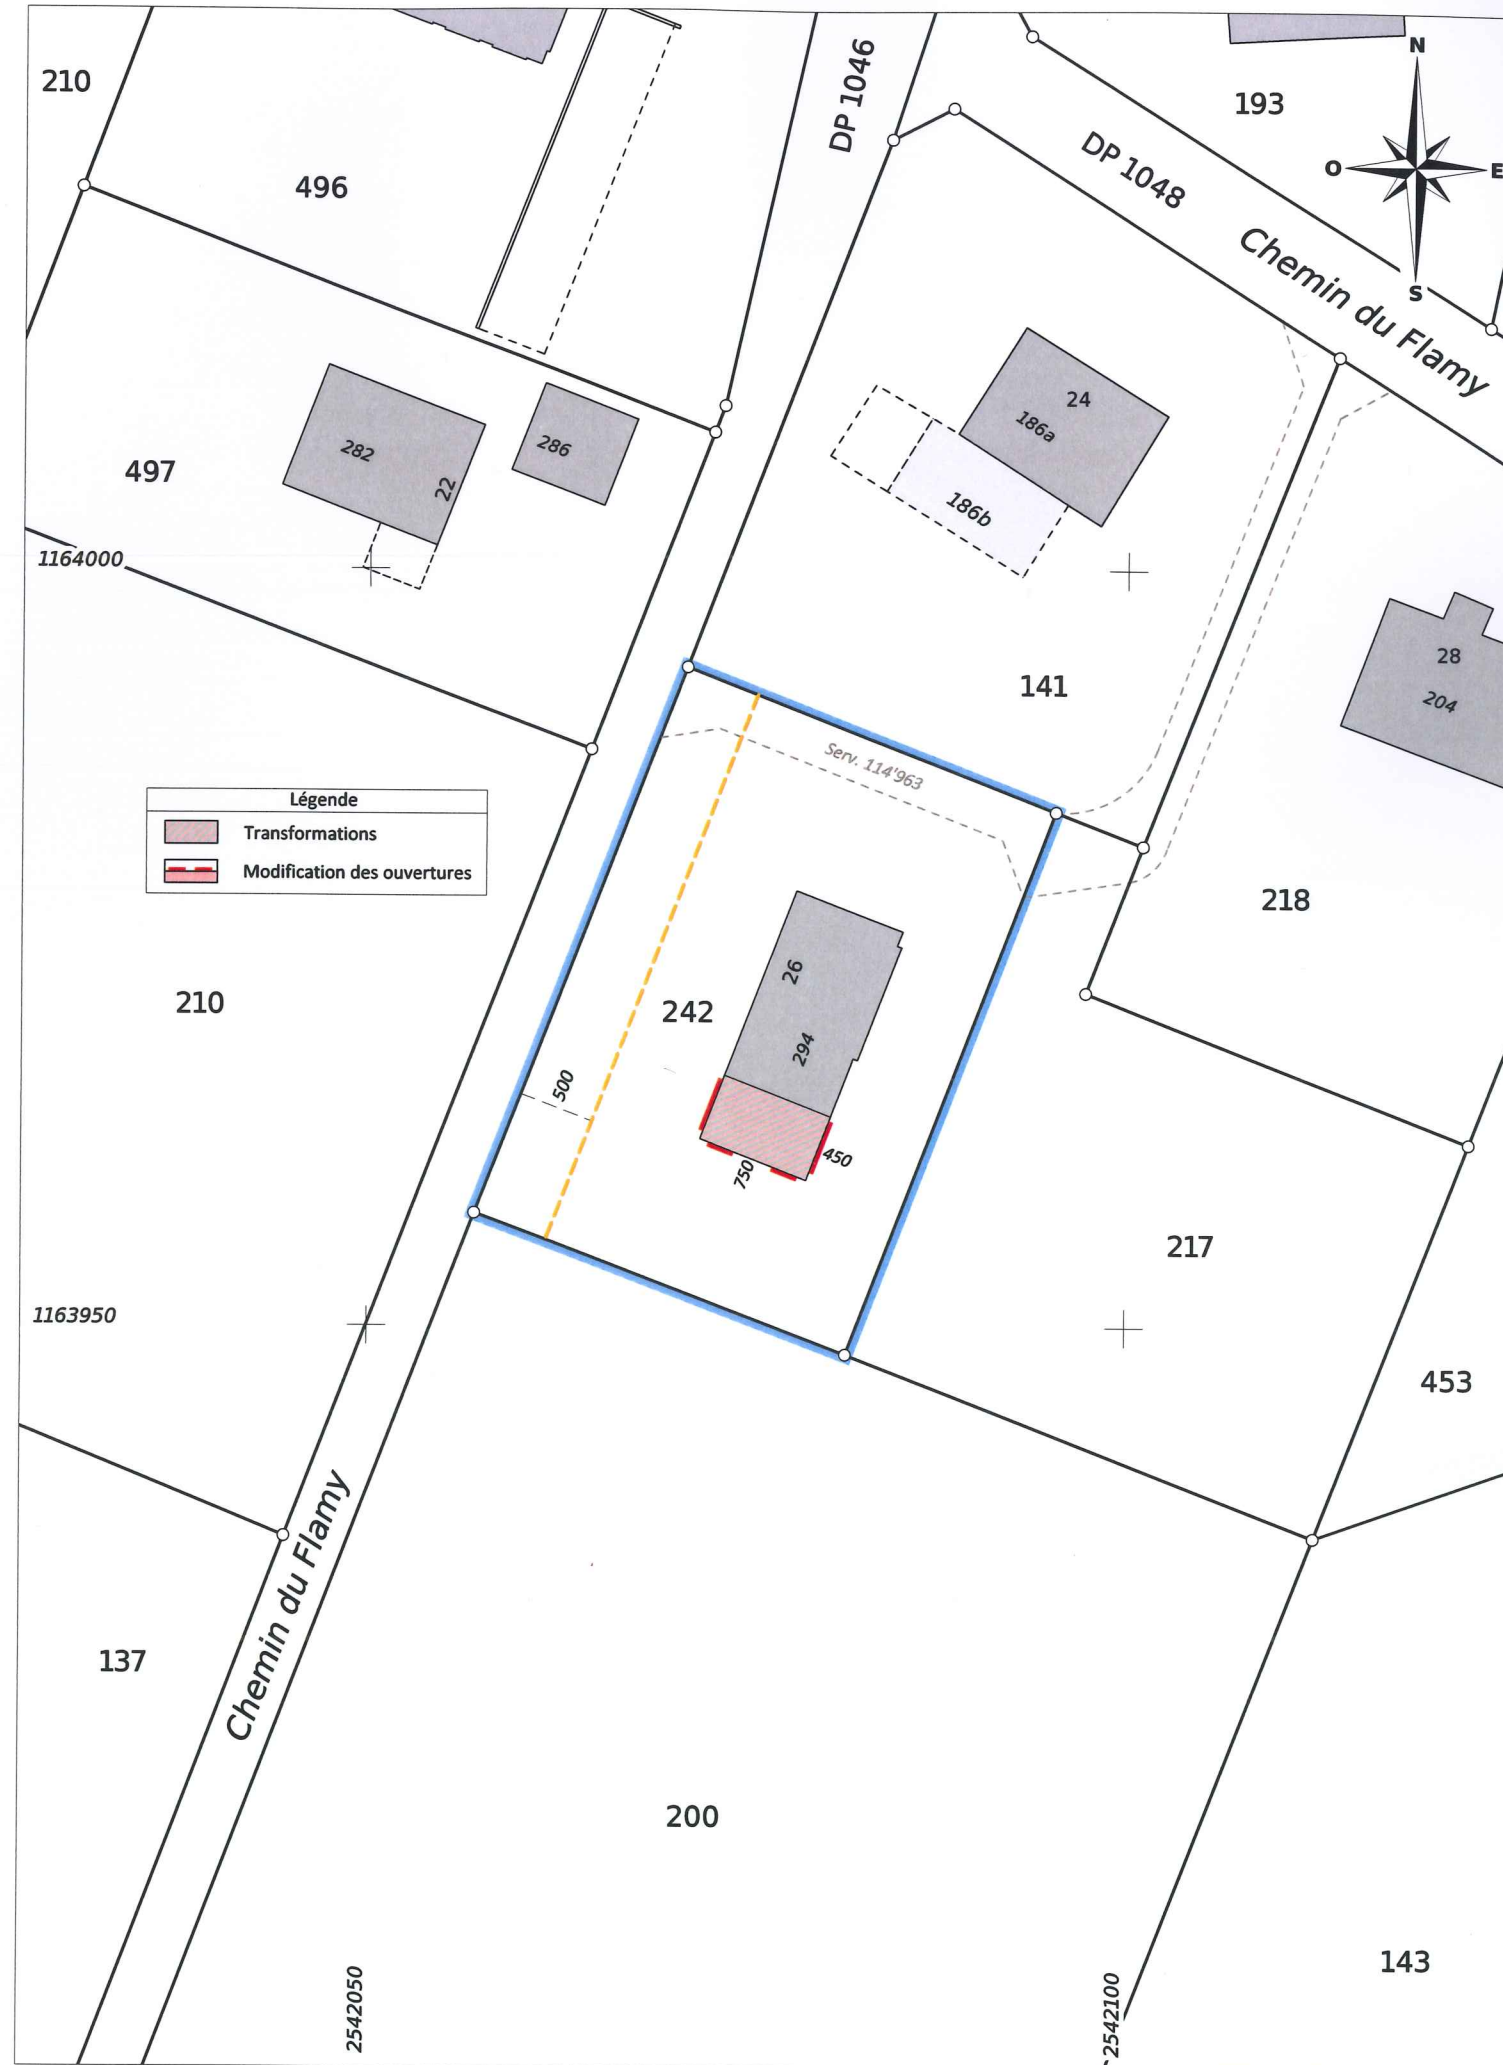 DP 1046
N
210
193
O
E
DP 1048
496
Chemin du Flamy
S
24
186a
282
286
497
22
186b
1164000
28
141
204
Serv. 114'963
Légende
Transformations
Modification des ouvertures
218
26
210
242
294
500
750
450
217
1163950
453
Chemin du Flamy
137
200
143
2542050
2542100